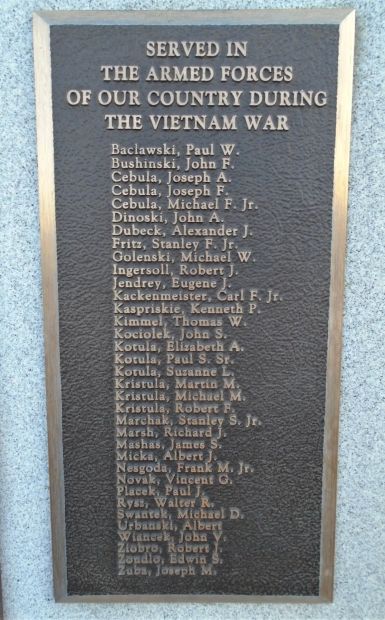 SERVED IN
THE ARMED FORCES
OF OUR COUNTRY DURING
THE VIETNAM WAR
Baclawski, Paul W.
Bushinski, John F.
Cebula, Joseph A.
Cebula, Joseph F.
Cebula, Michael F. Jr.
Dinoski, John A.
Dubeck, Alexander J.
Fritz, Stanley F. Jr.
Golenski, Michael W.
Ingersoll, Robert J.
Jendrey, Eugene J.
Kackenmeister, Carl F. Jr.
Kaspriskie, Kenneth P.
Kimmel, Thomas W.
Kociolek, John S.
Kotula, Elizabeth A.
Kotula, Paul S. Sr.
Kotula, Suzanne L.
Kristula, Martin M.
Kristula, Michael M.
Kristula, Robert F.
Marchak, Stanley S. Jr.
Marsh, Richard J.
Mashas, James S.
Micka, Albert J.
Nesgoda, Frank M. Jr.
Novak, Vincent G.
Placek, Paul J.
Rysz, Walter R.
Swantek, Michael D.
Urbanski, Albert
Wiancek, John V.
Ziobro, Robert J.
Zondlo, Edwin S.
Zuba, Joseph M.